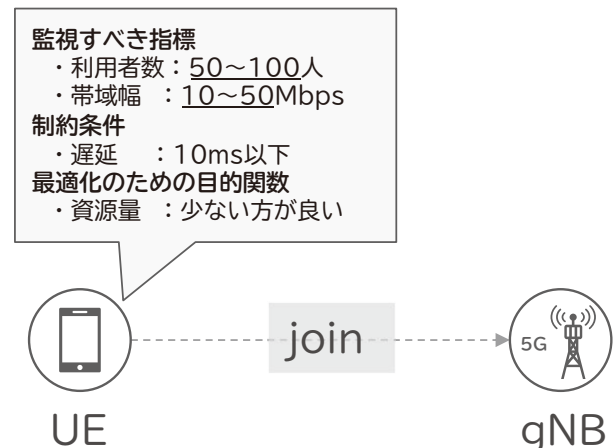 監視すべき指標
・利用者数：50～100人
・帯域幅　：10～50Mbps
制約条件
・遅延　　：10ms以下
最適化のための目的関数
・資源量　：少ない方が良い
join
5G
UE
gNB